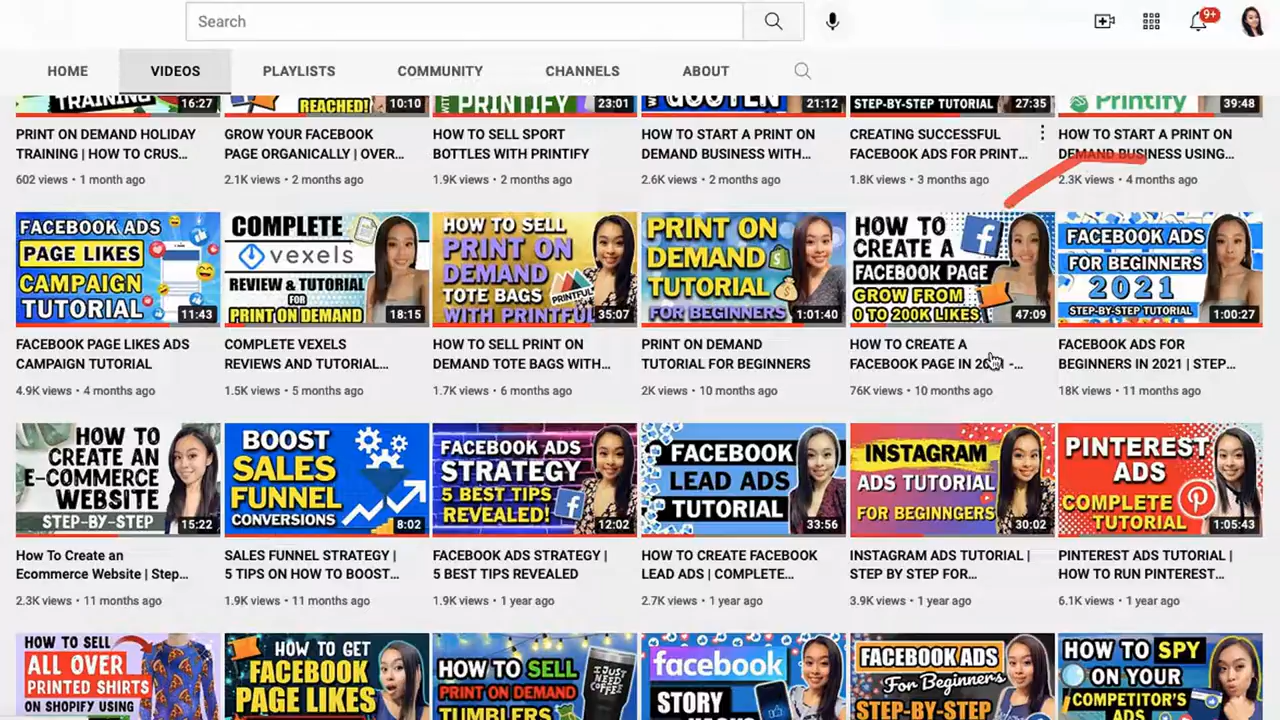 Search
9+
HOME
VIDEOS
PLAYLISTS
COMMUNITY
CHANNELS
ABOUT
TRAINING
16:27
REACHED!
10:10
WITH
PRINTIFY
23:01
GOOTEN
21:12
STEP-BY-STEP TUTORIAL
27:35
Printify
39:48
PRINT ON DEMAND HOLIDAY
TRAINING | HOW TO CRUS...
602 views • 1 month ago
GROW YOUR FACEBOOK
PAGE ORGANICALLY | OVER...
2.1K views • 2 months ago
HOW TO SELL SPORT
BOTTLES WITH PRINTIFY
1.9K views • 2 months ago
HOW TO START A PRINT ON
DEMAND BUSINESS WITH...
2.6K views • 2 months ago
CREATING SUCCESSFUL
FACEBOOK ADS FOR PRINT...
1.8K views • 3 months ago
HOW TO START A PRINT ON
DEMAND BUSINESS USING...
2.3K views • 4 months ago
FACEBOOK ADS
PAGE LIKES
CAMPAIGN
TUTORIAL
11:43
COMPLETE
vexels
REVIEW & TUTORIAL
FOR
PRINT ON DEMAND
18:15
HOW TO SELL
PRINT ON
DEMAND
TOTE BAGS
WITH PRINTFUL
PRINTFUL
35:07
PRINT ON
DEMAND
TUTORIAL
FOR BEGINNERS
1:01:40
HOW TO
CREATE A
FACEBOOK PAGE
GROW FROM
0 TO 200K LIKES
47:09
FACEBOOK ADS
FOR BEGINNERS
2021
STEP-BY-STEP TUTORIAL
1:00:27
FACEBOOK PAGE LIKES ADS
CAMPAIGN TUTORIAL
4.9K views • 4 months ago
COMPLETE VEXELS
REVIEWS AND TUTORIAL...
1.5K views • 5 months ago
HOW TO SELL PRINT ON
DEMAND TOTE BAGS WITH...
1.7K views • 6 months ago
PRINT ON DEMAND
TUTORIAL FOR BEGINNERS
2K views • 10 months ago
HOW TO CREATE A
FACEBOOK PAGE IN 2021 -...
76K views • 10 months ago
FACEBOOK ADS FOR
BEGINNERS IN 2021 | STEP...
18K views • 11 months ago
HOW TO
CREATE AN
E-COMMERCE
WEBSITE
STEP-BY-STEP
15:22
BOOST
SALES
FUNNEL
CONVERSIONS
8:02
FACEBOOK ADS
STRATEGY
5 BEST TIPS
REVEALED!
12:02
FACEBOOK
LEAD ADS
TUTORIAL
33:56
INSTAGRAM
ADS TUTORIAL
FOR BEGINNGERS
30:02
PINTEREST
ADS
COMPLETE
TUTORIAL
1:05:43
How To Create an
Ecommerce Website | Step...
2.3K views • 11 months ago
SALES FUNNEL STRATEGY |
5 TIPS ON HOW TO BOOST...
1.9K views • 11 months ago
FACEBOOK ADS STRATEGY |
5 BEST TIPS REVEALED
1.9K views • 1 year ago
HOW TO CREATE FACEBOOK
LEAD ADS | COMPLETE...
2.7K views • 1 year ago
INSTAGRAM ADS TUTORIAL |
STEP BY STEP FOR...
3.9K views • 1 year ago
PINTEREST ADS TUTORIAL |
HOW TO RUN PINTEREST...
6.1K views • 1 year ago
HOW TO SELL
ALL OVER
PRINTED SHIRTS
ON SHOPIFY USING
HOW TO GET
FACEBOOK
PAGE LIKES
HOW TO SELL
PRINT ON DEMAND
TUMBLERS
I JUST
NEED
COFFEE
facebook
STORY
FACEBOOK ADS
For Beginners
STEP-BY-STEP
HOW TO SPY
ON YOUR
COMPETITOR'S
ADS